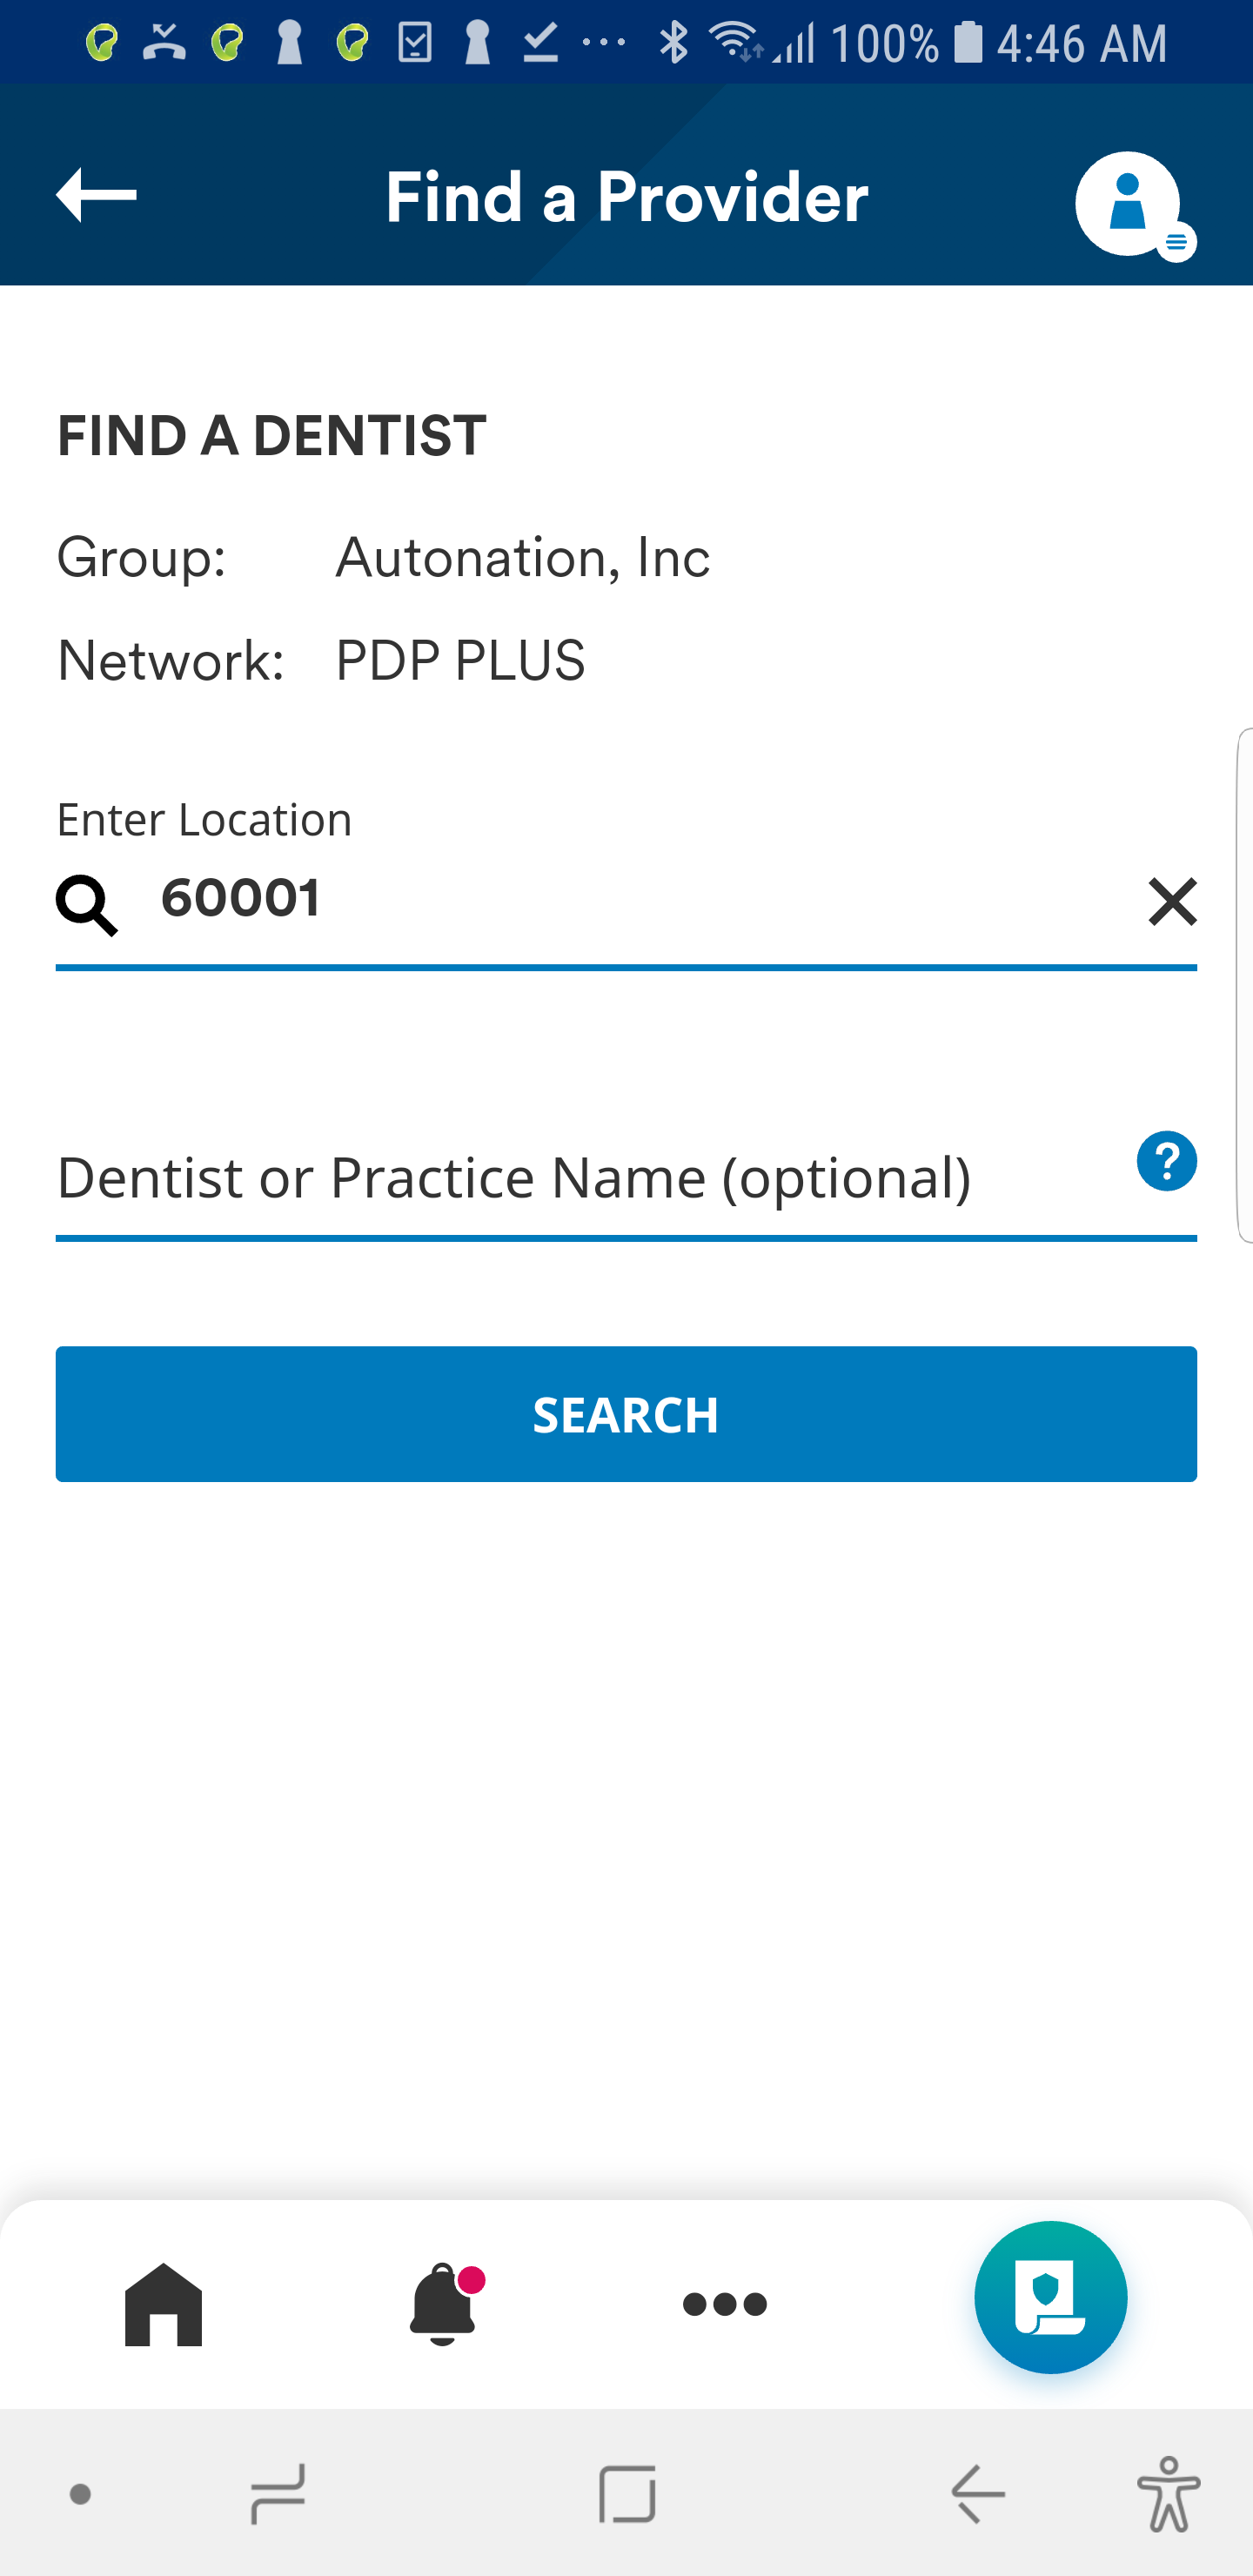 100% 4:46 AM
Find a Provider
FIND A DENTIST
Group: Autonation, Inc
Network: PDP PLUS
Enter Location
60001
Dentist or Practice Name (optional)
?
SEARCH